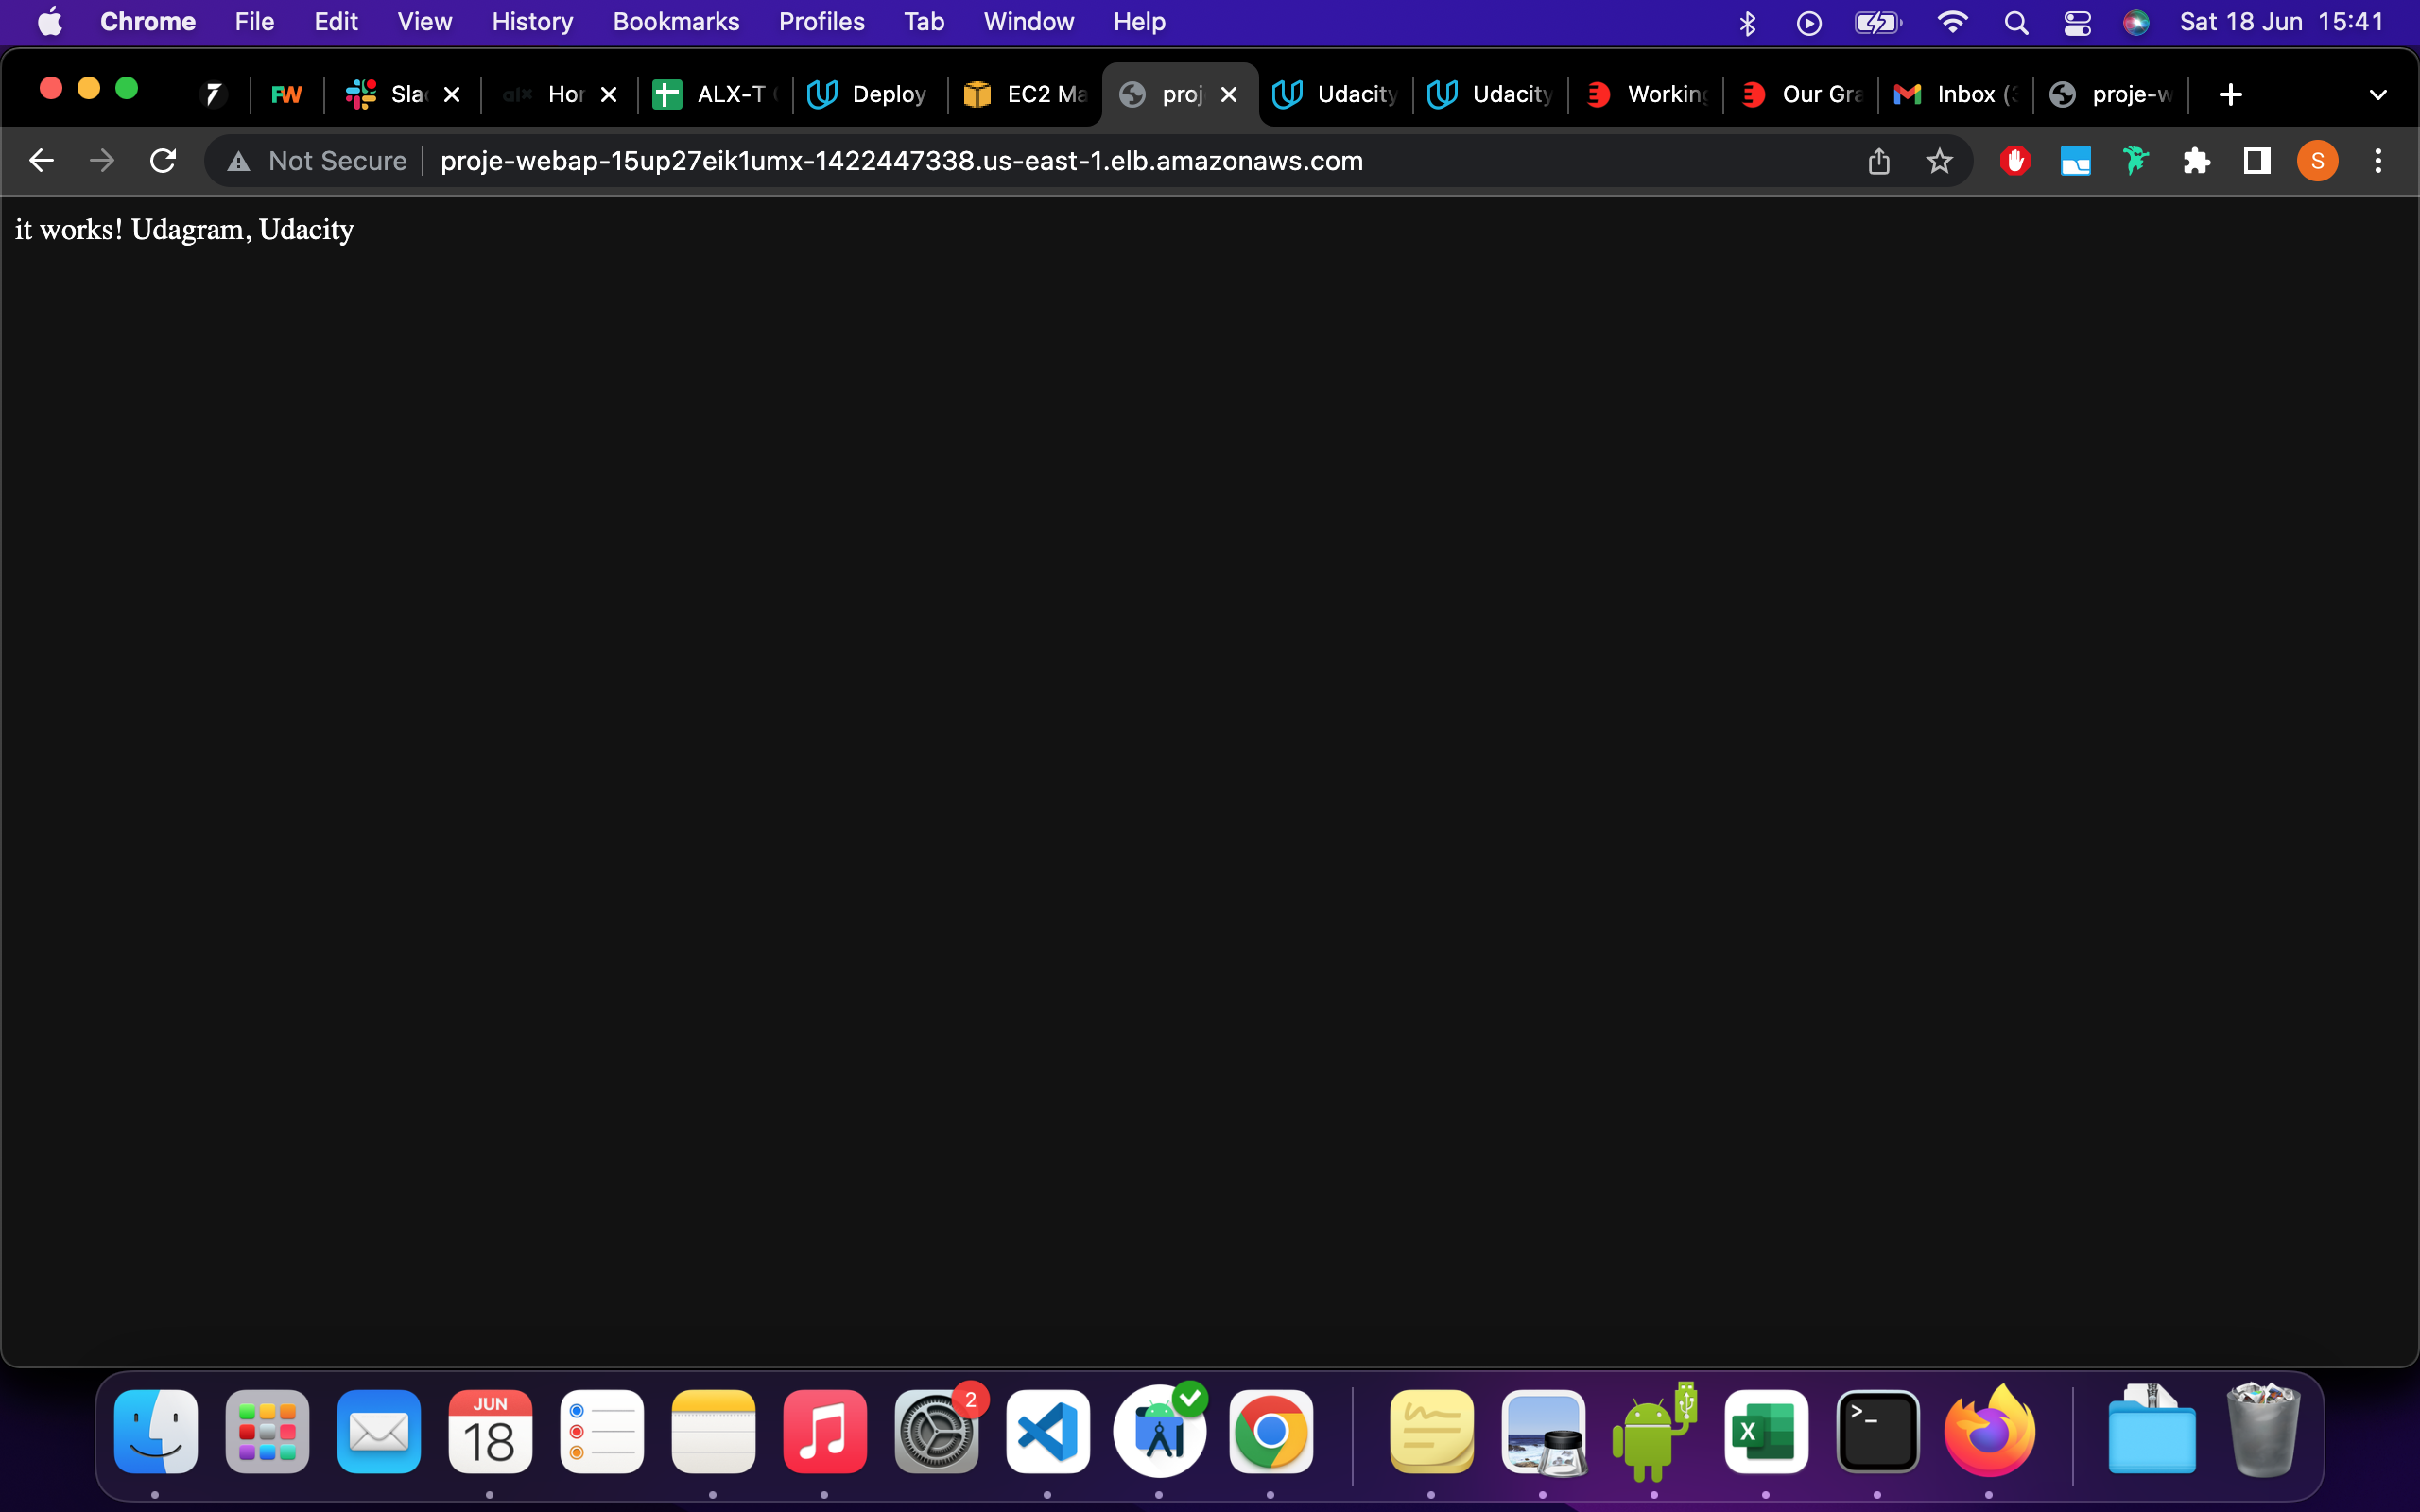 Chrome File Edit View History Bookmarks Profiles Tab Window Help Sat 18 Jun 15:41
FW Sla alx Hor ALX-T Deploy EC2 Ma proj Udacity Udacity Working Our Gra Inbox ( proje-w
Not Secure proje-webap-15up27eik1umx-1422447338.us-east-1.elb.amazonaws.com S
it works! Udagram, Udacity
JUN 2
18 X >_